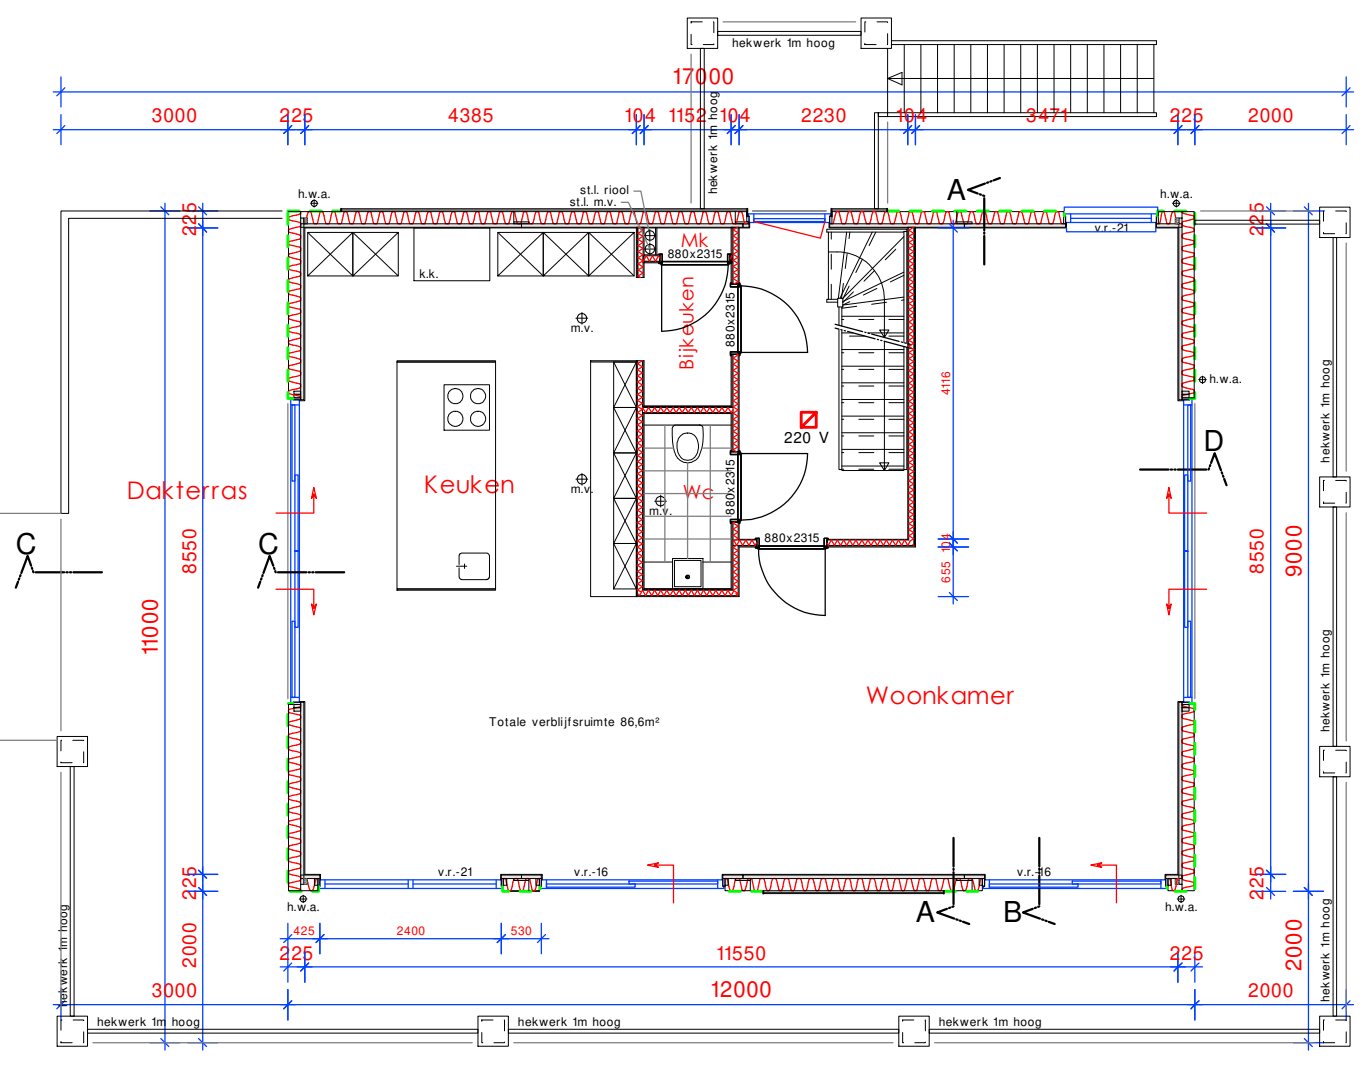 hekwerk 1m hoog
17000
3000
225
4385
104
1152
104
2230
104
3471
225
2000
hekwerk 1m hoog
h.w.a.
st.l. riool
st.l. m.v.
A
h.w.a.
225
Mk
880x2315
v.r.-21
225
k.k.
Bijkeuken
880x2315
m.v.
4116
h.w.a.
hekwerk 1m hoog
220 V
D
Dakterras
Keuken
m.v.
Wc
m.v.
880x2315
C
C
8550
880x2315
104
655
8550
9000
11000
Woonkamer
hekwerk 1m hoog
Totale verblijfsruimte 86,6m²
225
v.r.-21
v.r.-16
v.r.-16
225
h.w.a.
A
B
h.w.a.
hekwerk 1m hoog
2000
425
2400
530
2000
hekwerk 1m hoog
225
11550
225
3000
12000
2000
hekwerk 1m hoog
hekwerk 1m hoog
hekwerk 1m hoog